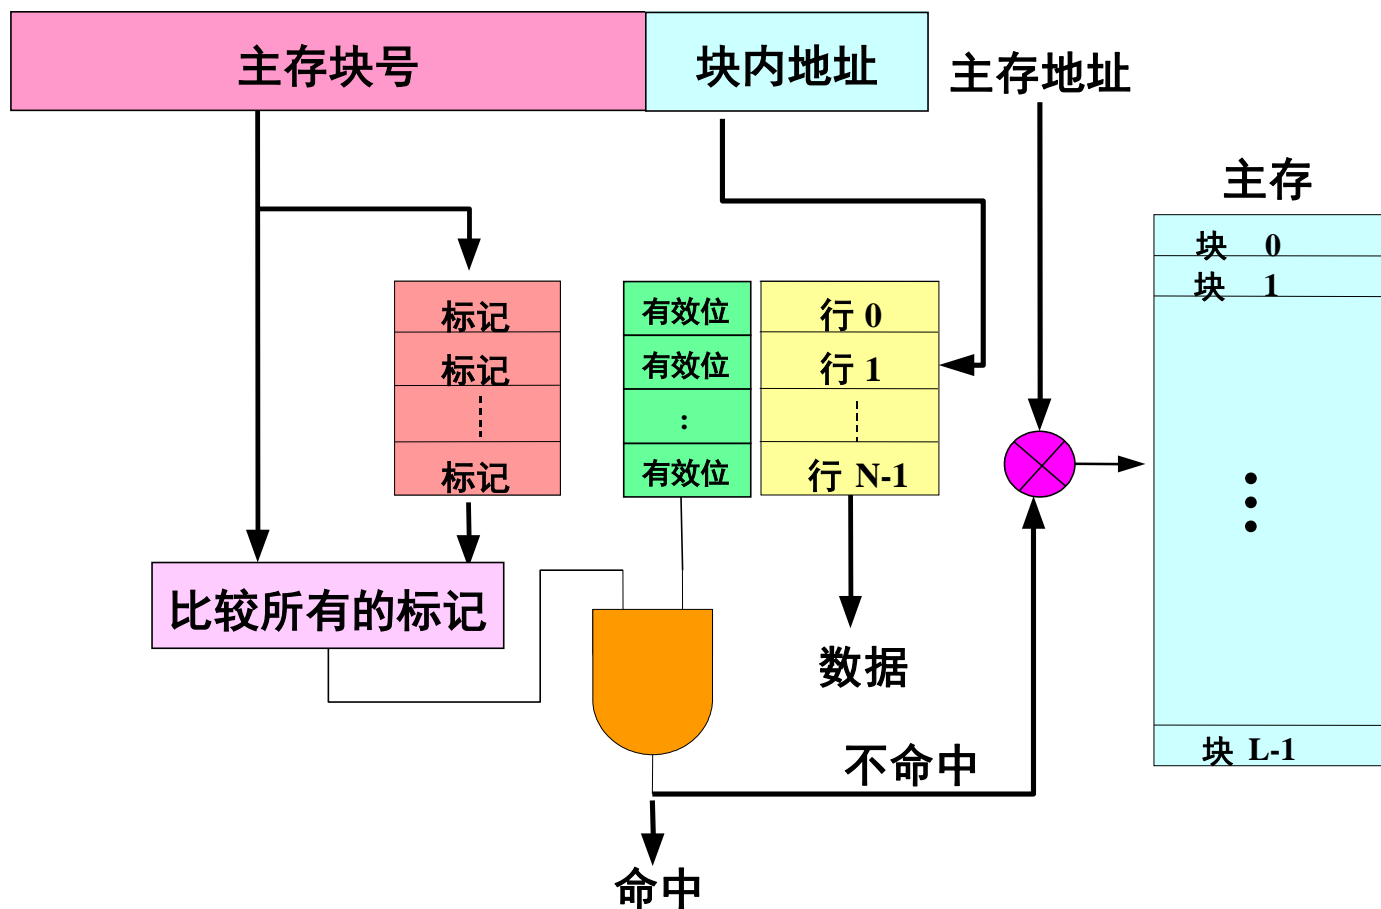 主存块号
块内地址
主存地址
主存
块 0
块 1
标记
有效位
行 0
标记
有效位
行 1
:
标记
有效位
行 N-1
比较所有的标记
数据
不命中
块 L-1
命中